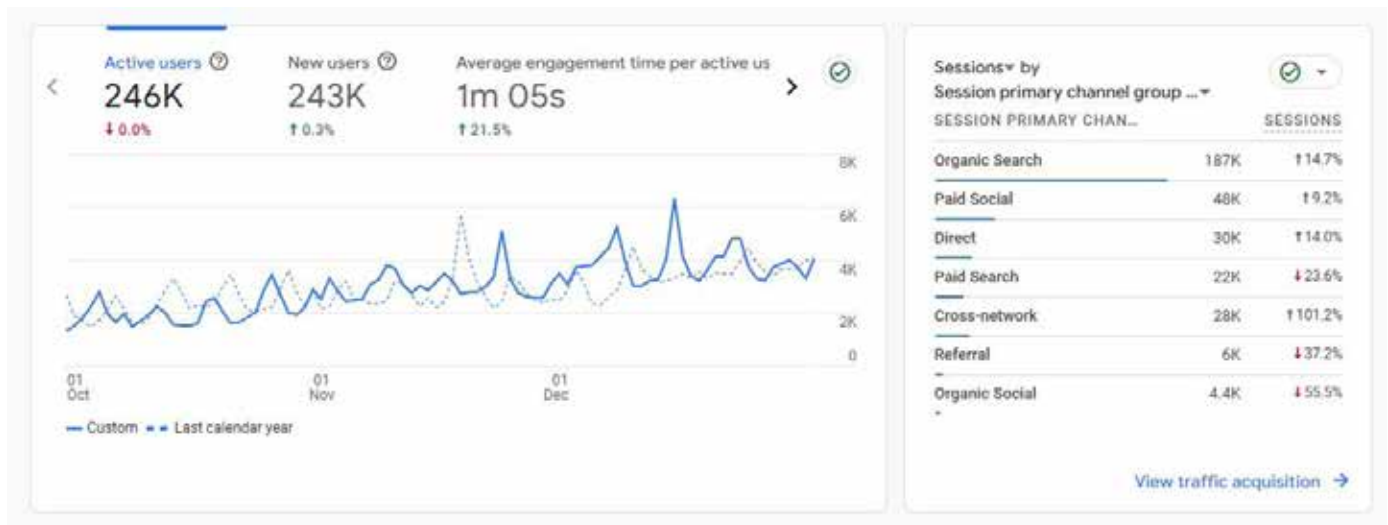 Active users
246K
↓ 0.0%
New users
243K
↑ 0.3%
Average engagement time per active us
1m 05s
↑ 21.5%
8K
6K
4K
2K
0
01
Oct
01
Nov
01
Dec
Custom
Last calendar year
Sessions by
Session primary channel group ...
SESSION PRIMARY CHAN... SESSIONS
Organic Search 187K ↑14.7%
Paid Social 48K ↑9.2%
Direct 30K ↑14.0%
Paid Search 22K ↓23.6%
Cross-network 28K ↑101.2%
Referral 6K ↓37.2%
Organic Social 4.4K ↓55.5%
View traffic acquisition →